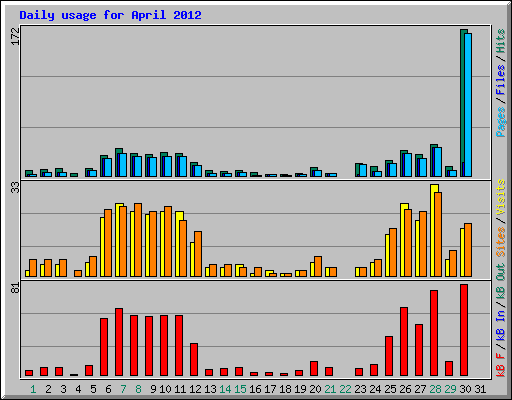 Daily usage for April 2012
172
Pages / Files / Hits
33
Sites / Visits
81
kB F / kB In / kB Out
1 2 3 4 5 6 7 8 9 10 11 12 13 14 15 16 17 18 19 20 21 22 23 24 25 26 27 28 29 30 31